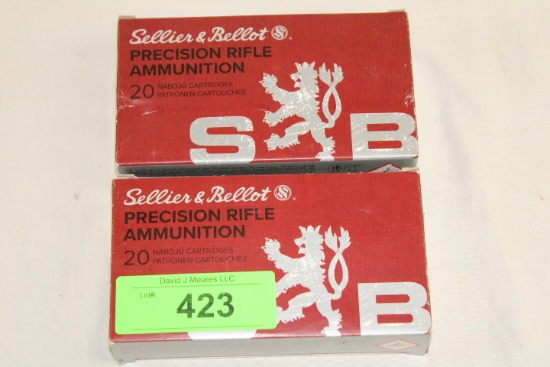 Sellier & Bellot
PRECISION RIFLE
AMMUNITION
20 NÁBOJŮ CARTRIDGES
PATRONEN CARTOUCHES
S B
Sellier & Bellot
PRECISION RIFLE
AMMUNITION
20 NÁBOJŮ CARTRIDGES
PATRONEN CARTOUCHES
B
David J Meares LLC
Lot#
423